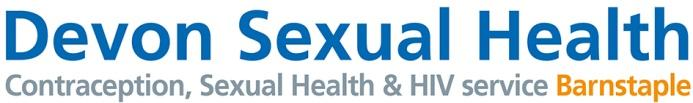 Devon Sexual Health
Contraception, Sexual Health & HIV service Barnstaple